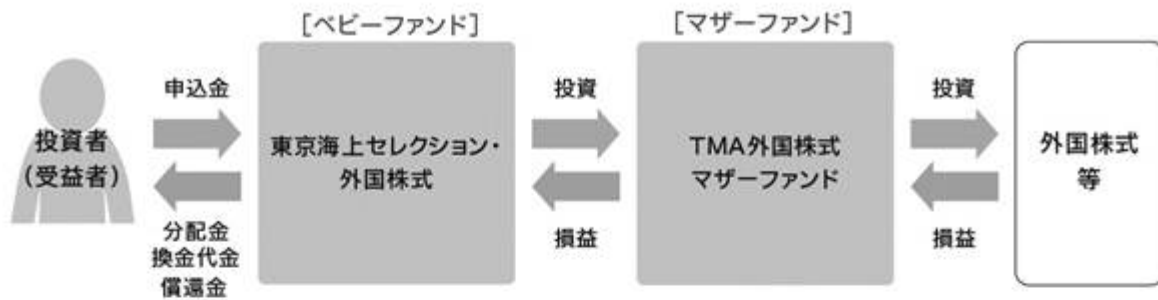 [ベビーファンド]
[マザーファンド]
投資者
(受益者)
申込金
分配金
換金代金
償還金
東京海上セレクション・
外国株式
投資
損益
TMA外国株式
マザーファンド
投資
損益
外国株式
等